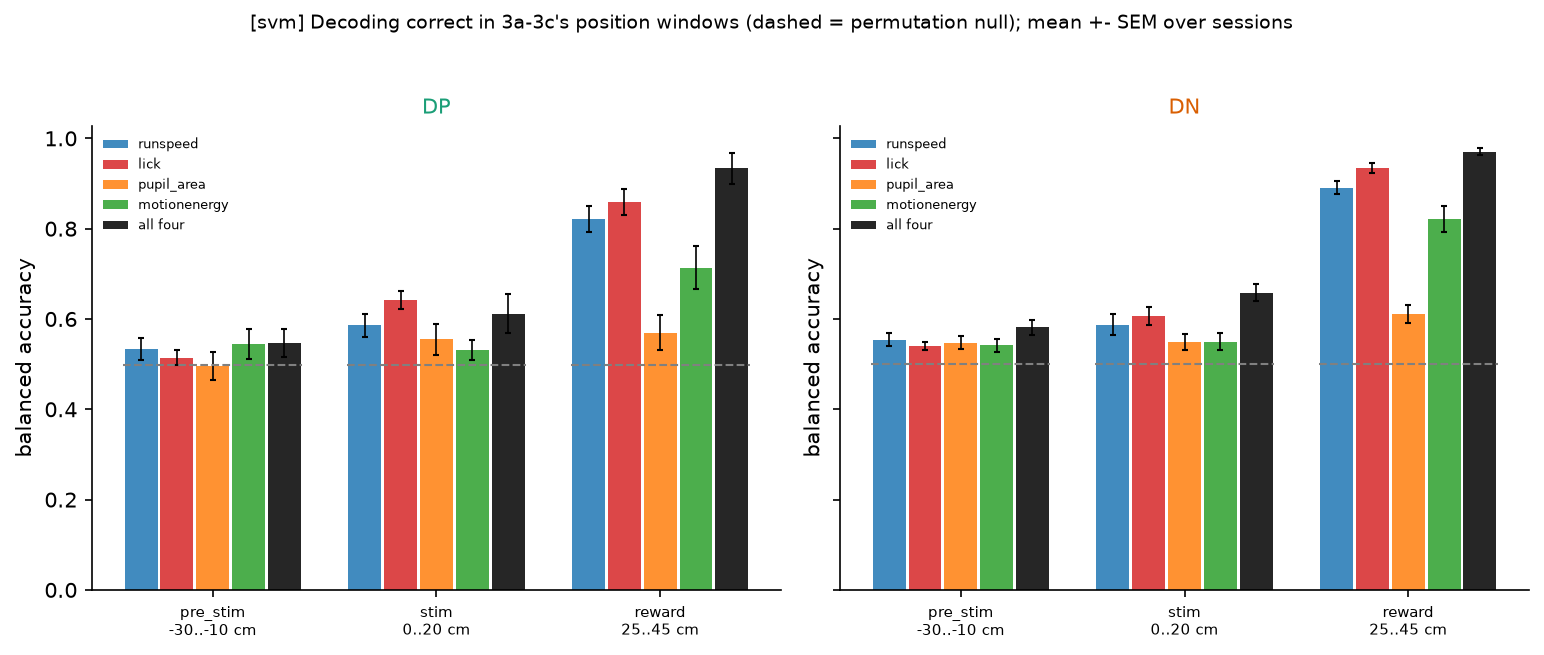 [svm] Decoding correct in 3a-3c's position windows (dashed = permutation null); mean +- SEM over sessions
DP
balanced accuracy
1.0
0.8
0.6
0.4
0.2
0.0
runspeed
lick
pupil_area
motionenergy
all four
pre_stim
-30..-10 cm
stim
0..20 cm
reward
25..45 cm
DN
balanced accuracy
runspeed
lick
pupil_area
motionenergy
all four
pre_stim
-30..-10 cm
stim
0..20 cm
reward
25..45 cm